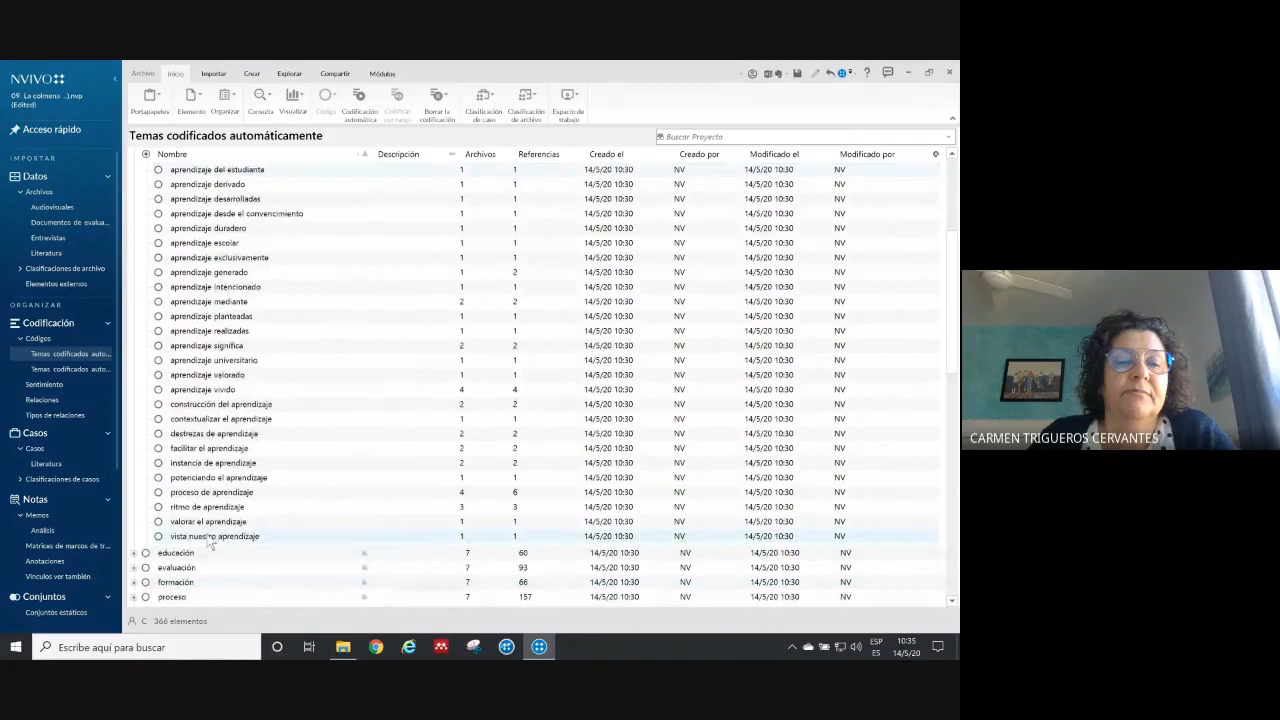 NVIVO
09. La colmena ...).nvp
(Edited)
Acceso rápido
IMPORTAR
Datos
Archivos
Audiovisuales
Documentos de evalua...
Entrevistas
Literatura
Clasificaciones de archivo
Elementos externos
ORGANIZAR
Codificación
Códigos
Temas codificados auto...
Temas codificados auto...
Sentimiento
Relaciones
Tipos de relaciones
Casos
Casos
Literatura
Clasificaciones de casos
Notas
Memos
Análisis
Matrices de marcos de tr...
Anotaciones
Vínculos ver también
Conjuntos
Conjuntos estáticos
Archivo Inicio Importar Crear Explorar Compartir Módulos
Portapapeles Elemento Organizar Consulta Visualizar Código Codificación automática Codificar por rango Borrar la codificación Clasificación de caso Clasificación de archivo Espacio de trabajo
Temas codificados automáticamente
Buscar Proyecto
Nombre Descripción Archivos Referencias Creado el Creado por Modificado el Modificado por
aprendizaje del estudiante 1 1 14/5/20 10:30 NV 14/5/20 10:30 NV
aprendizaje derivado 1 1 14/5/20 10:30 NV 14/5/20 10:30 NV
aprendizaje desarrolladas 1 1 14/5/20 10:30 NV 14/5/20 10:30 NV
aprendizaje desde el convencimiento 1 1 14/5/20 10:30 NV 14/5/20 10:30 NV
aprendizaje duradero 1 1 14/5/20 10:30 NV 14/5/20 10:30 NV
aprendizaje escolar 1 1 14/5/20 10:30 NV 14/5/20 10:30 NV
aprendizaje exclusivamente 1 1 14/5/20 10:30 NV 14/5/20 10:30 NV
aprendizaje generado 1 2 14/5/20 10:30 NV 14/5/20 10:30 NV
aprendizaje intencionado 1 1 14/5/20 10:30 NV 14/5/20 10:30 NV
aprendizaje mediante 2 2 14/5/20 10:30 NV 14/5/20 10:30 NV
aprendizaje planteadas 1 1 14/5/20 10:30 NV 14/5/20 10:30 NV
aprendizaje realizadas 1 1 14/5/20 10:30 NV 14/5/20 10:30 NV
aprendizaje significa 2 2 14/5/20 10:30 NV 14/5/20 10:30 NV
aprendizaje universitario 1 1 14/5/20 10:30 NV 14/5/20 10:30 NV
aprendizaje valorado 1 1 14/5/20 10:30 NV 14/5/20 10:30 NV
aprendizaje vivido 4 4 14/5/20 10:30 NV 14/5/20 10:30 NV
construcción del aprendizaje 2 2 14/5/20 10:30 NV 14/5/20 10:30 NV
contextualizar el aprendizaje 1 1 14/5/20 10:30 NV 14/5/20 10:30 NV
destrezas de aprendizaje 2 2 14/5/20 10:30 NV 14/5/20 10:30 NV
facilitar el aprendizaje 2 2 14/5/20 10:30 NV 14/5/20 10:30 NV
instancia de aprendizaje 2 2 14/5/20 10:30 NV 14/5/20 10:30 NV
potenciando el aprendizaje 1 1 14/5/20 10:30 NV 14/5/20 10:30 NV
proceso de aprendizaje 4 6 14/5/20 10:30 NV 14/5/20 10:30 NV
ritmo de aprendizaje 3 3 14/5/20 10:30 NV 14/5/20 10:30 NV
valorar el aprendizaje 1 1 14/5/20 10:30 NV 14/5/20 10:30 NV
vista nuestro aprendizaje 1 1 14/5/20 10:30 NV 14/5/20 10:30 NV
educación 7 60 14/5/20 10:30 NV 14/5/20 10:30 NV
evaluación 7 93 14/5/20 10:30 NV 14/5/20 10:30 NV
formación 7 66 14/5/20 10:30 NV 14/5/20 10:30 NV
proceso 7 157 14/5/20 10:30 NV 14/5/20 10:30 NV
C 366 elementos
Escribe aquí para buscar
ESP
ES
10:35
14/5/20
CARMEN TRIGUEROS CERVANTES